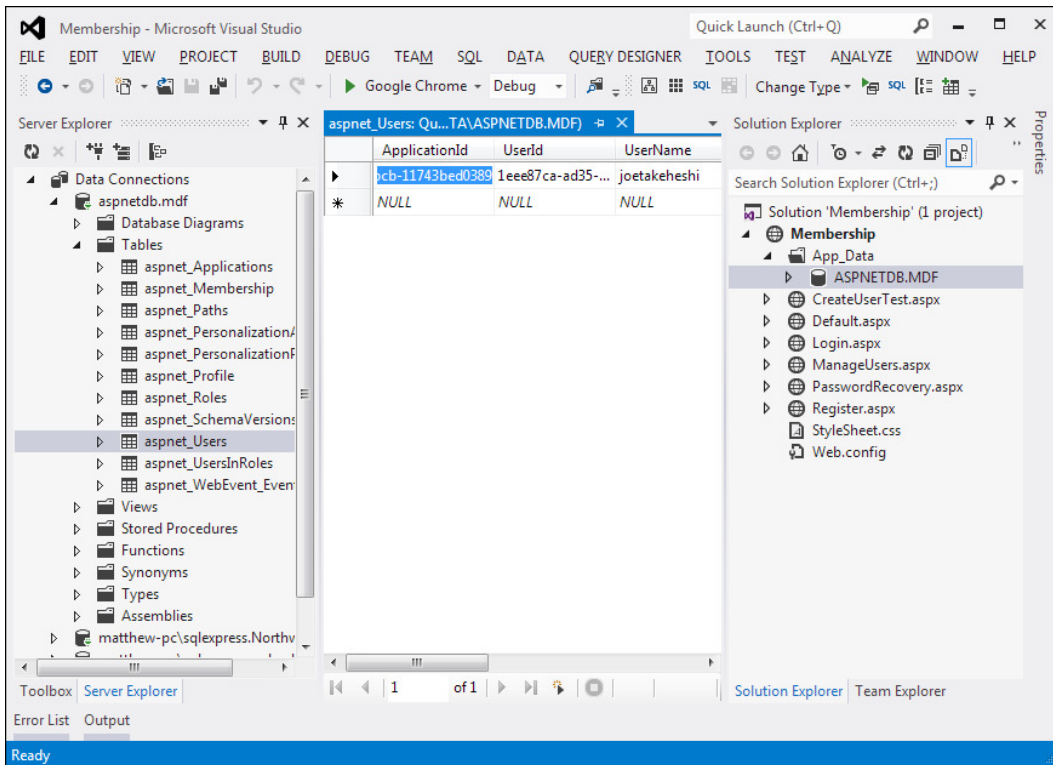 Membership - Microsoft Visual Studio
Quick Launch (Ctrl+Q)
FILE EDIT VIEW PROJECT BUILD DEBUG TEAM SQL DATA QUERY DESIGNER TOOLS TEST ANALYZE WINDOW HELP
Google Chrome Debug SQL Change Type SQL
Server Explorer
Data Connections
aspnetdb.mdf
Database Diagrams
Tables
aspnet_Applications
aspnet_Membership
aspnet_Paths
aspnet_Personalization
aspnet_Personalization
aspnet_Profile
aspnet_Roles
aspnet_SchemaVersions
aspnet_Users
aspnet_UsersInRoles
aspnet_WebEvent_Even
Views
Stored Procedures
Functions
Synonyms
Types
Assemblies
matthew-pc\sqlexpress.Northw
Toolbox Server Explorer
Error List Output
Ready
aspnet_Users: Qu...TA\ASPNETDB.MDF)
ApplicationId UserId UserName
bcb-11743bed0389 1eee87ca-ad35-... joetakeheshi
NULL NULL NULL
1 of 1
Solution Explorer
Search Solution Explorer (Ctrl+;)
Solution 'Membership' (1 project)
Membership
App_Data
ASPNETDB.MDF
CreateUserTest.aspx
Default.aspx
Login.aspx
ManageUsers.aspx
PasswordRecovery.aspx
Register.aspx
StyleSheet.css
Web.config
Solution Explorer Team Explorer
Properties